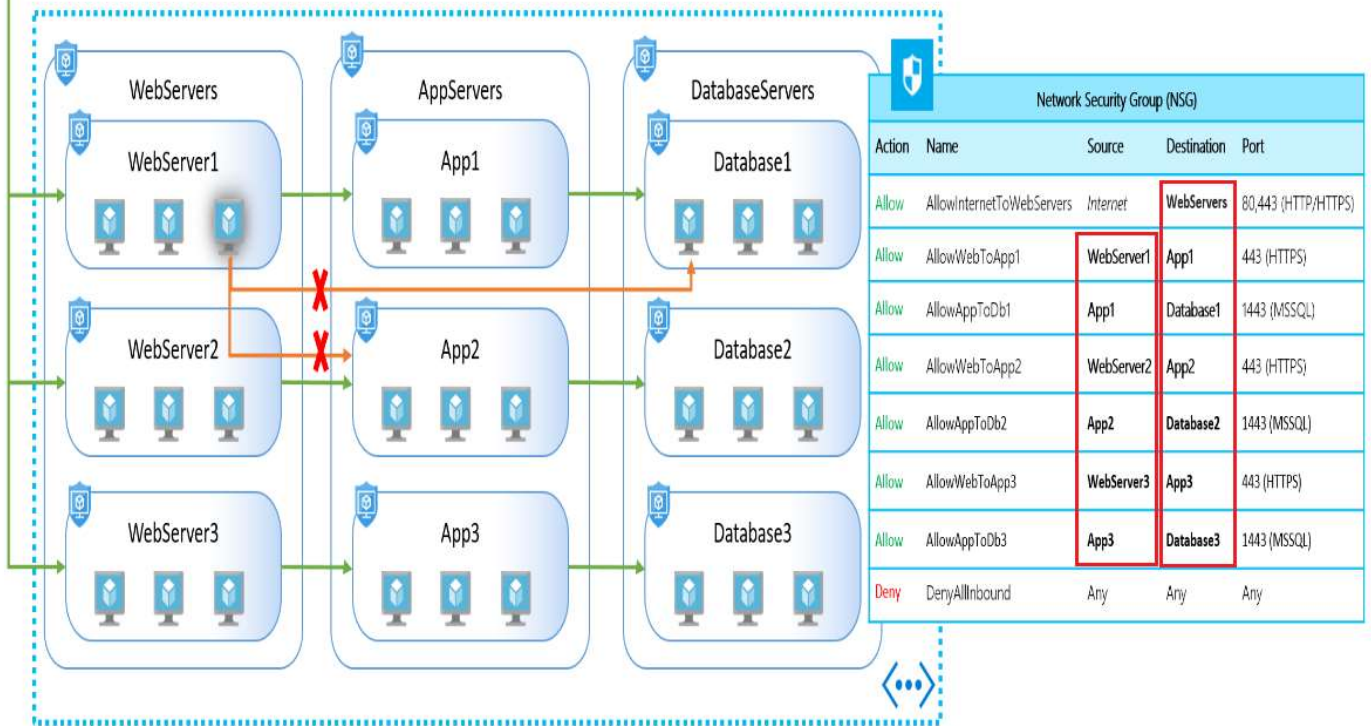 WebServers
AppServers
DatabaseServers
WebServer1
App1
Database1
WebServer2
App2
Database2
WebServer3
App3
Database3
X
X
Network Security Group (NSG)
Action Name Source Destination Port
Allow AllowInternetToWebServers Internet WebServers 80,443 (HTTP/HTTPS)
Allow AllowWebToApp1 WebServer1 App1 443 (HTTPS)
Allow AllowAppToDb1 App1 Database1 1443 (MSSQL)
Allow AllowWebToApp2 WebServer2 App2 443 (HTTPS)
Allow AllowAppToDb2 App2 Database2 1443 (MSSQL)
Allow AllowWebToApp3 WebServer3 App3 443 (HTTPS)
Allow AllowAppToDb3 App3 Database3 1443 (MSSQL)
Deny DenyAllInbound Any Any Any